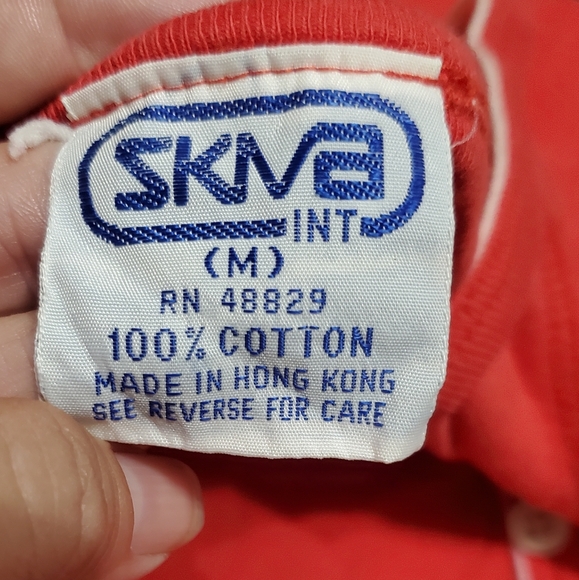 SKIVA
INT
(M)
RN 48829
100% COTTON
MADE IN HONG KONG
SEE REVERSE FOR CARE